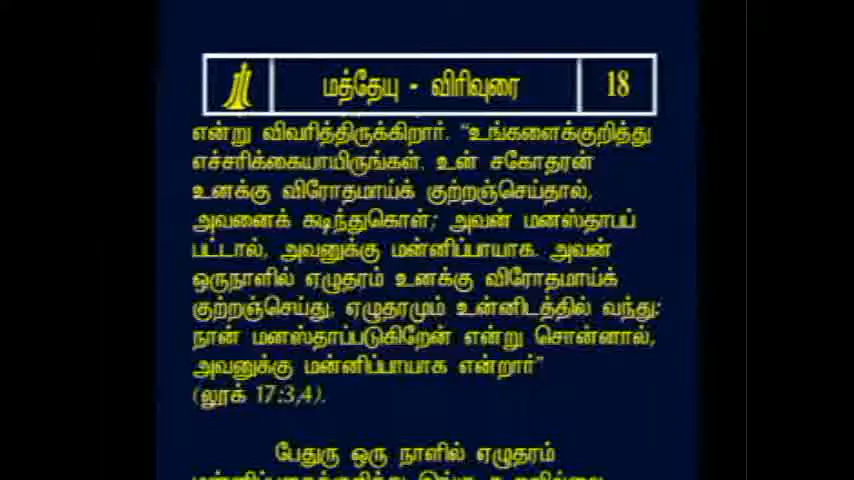 மத்தேயு - விரிவுரை 18
என்று விவரித்திருக்கிறார். "உங்களைக்குறித்து
எச்சரிக்கையாயிருங்கள். உன் சகோதரன்
உனக்கு விரோதமாய்க் குற்றஞ்செய்தால்,
அவனைக் கடிந்துகொள்; அவன் மனஸ்தாபப்
பட்டால், அவனுக்கு மன்னிப்பாயாக. அவன்
ஒருநாளில் ஏழுதரம் உனக்கு விரோதமாய்க்
குற்றஞ்செய்து, ஏழுதரமும் உன்னிடத்தில் வந்து;
நான் மனஸ்தாப்படுகிறேன் என்று சொன்னால்,
அவனுக்கு மன்னிப்பாயாக என்றார்"
(லூக் 17:3,4).
பேதுரு ஒரு நாளில் ஏழுதரம்